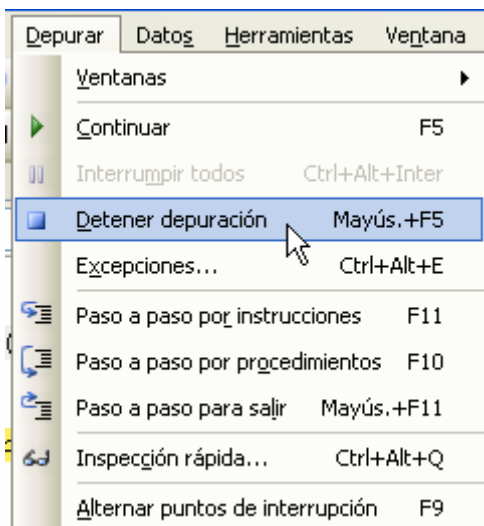 Depurar Datos Herramientas Ventana
Ventanas
Continuar F5
Interrumpir todos Ctrl+Alt+Inter
Detener depuración Mayús.+F5
Excepciones... Ctrl+Alt+E
Paso a paso por instrucciones F11
Paso a paso por procedimientos F10
Paso a paso para salir Mayús.+F11
Inspección rápida... Ctrl+Alt+Q
Alternar puntos de interrupción F9